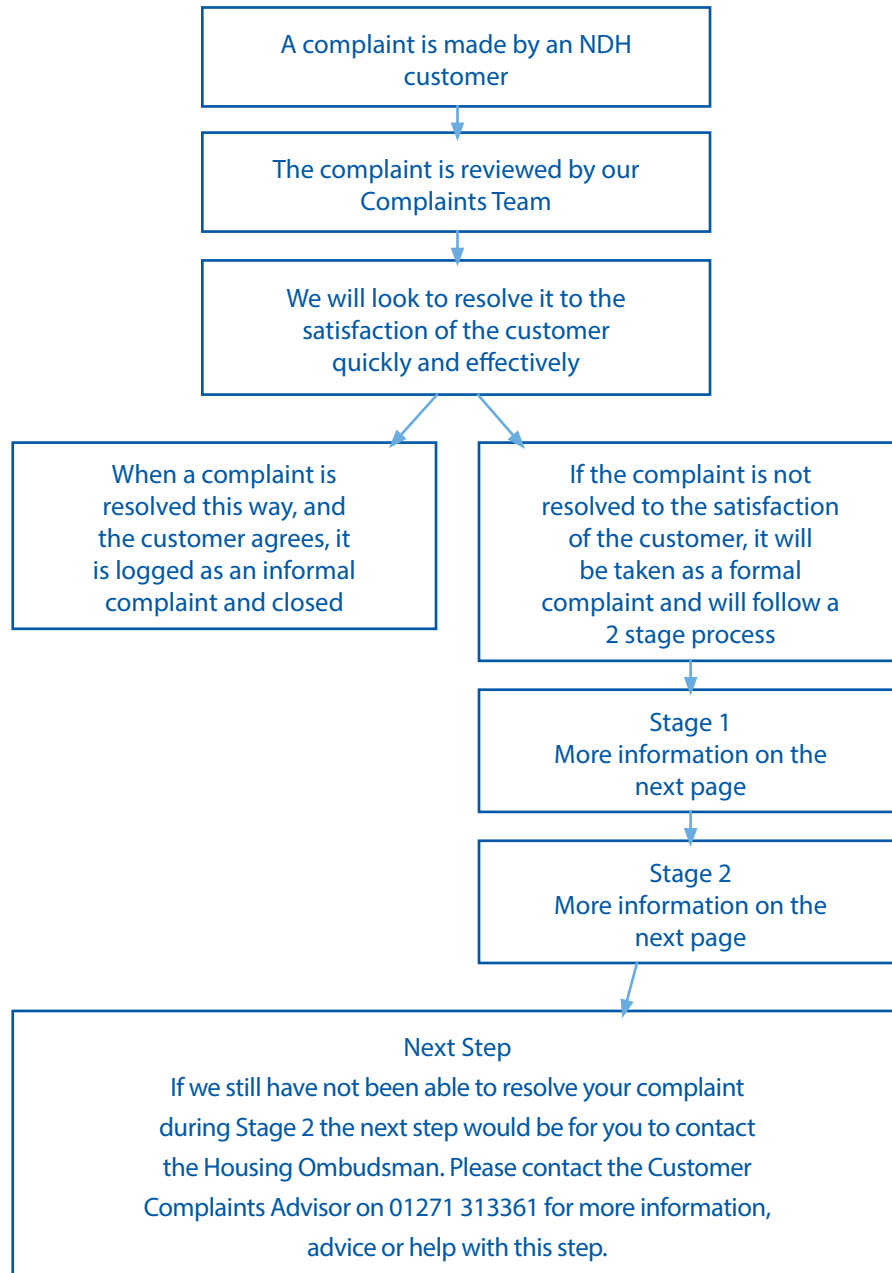 A complaint is made by an NDH
customer
The complaint is reviewed by our
Complaints Team
We will look to resolve it to the
satisfaction of the customer
quickly and effectively
When a complaint is
resolved this way, and
the customer agrees, it
is logged as an informal
complaint and closed
If the complaint is not
resolved to the satisfaction
of the customer, it will
be taken as a formal
complaint and will follow a
2 stage process
Stage 1
More information on the
next page
Stage 2
More information on the
next page
Next Step
If we still have not been able to resolve your complaint
during Stage 2 the next step would be for you to contact
the Housing Ombudsman. Please contact the Customer
Complaints Advisor on 01271 313361 for more information,
advice or help with this step.